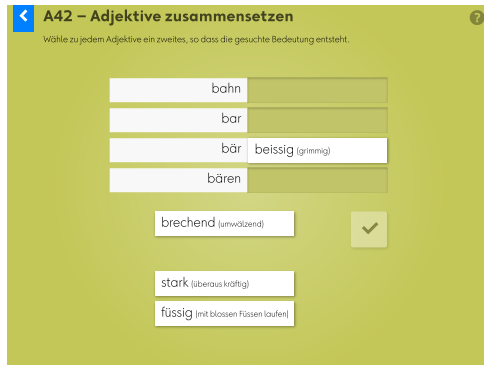 A42 – Adjektive zusammensetzen
?
Wähle zu jedem Adjektive ein zweites, so dass die gesuchte Bedeutung entsteht.
bahn
bar
bär beissig (grimmig)
bären
brechend (umwälzend)
stark (überaus kräftig)
füssig (mit blossen Füssen laufen)